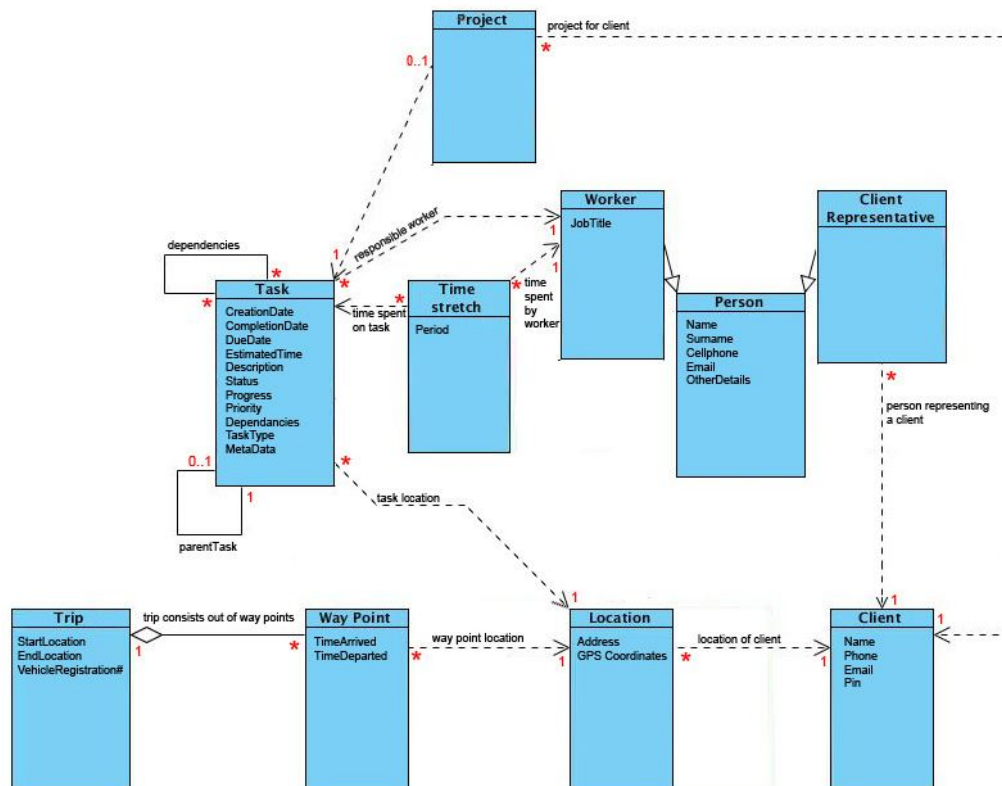 Project
project for client
*
0..1
1
responsible worker
Worker
JobTitle
1
1
Client
Representative
dependencies
*
*
*
Task
CreationDate
CompletionDate
DueDate
EstimatedTime
Description
Status
Progress
Priority
Dependancies
TaskType
MetaData
*
time spent
on task
Time
stretch
Period
*
time
spent
by
worker
Person
Name
Surname
Cellphone
Email
OtherDetails
*
person representing
a client
0..1
1
parentTask
*
task location
1
1
1
Trip
StartLocation
EndLocation
VehicleRegistration#
trip consists out of way points
1
*
Way Point
TimeArrived
TimeDeparted
way point location
*
1
Location
Address
GPS Coordinates
location of client
*
1
Client
Name
Phone
Email
Pin